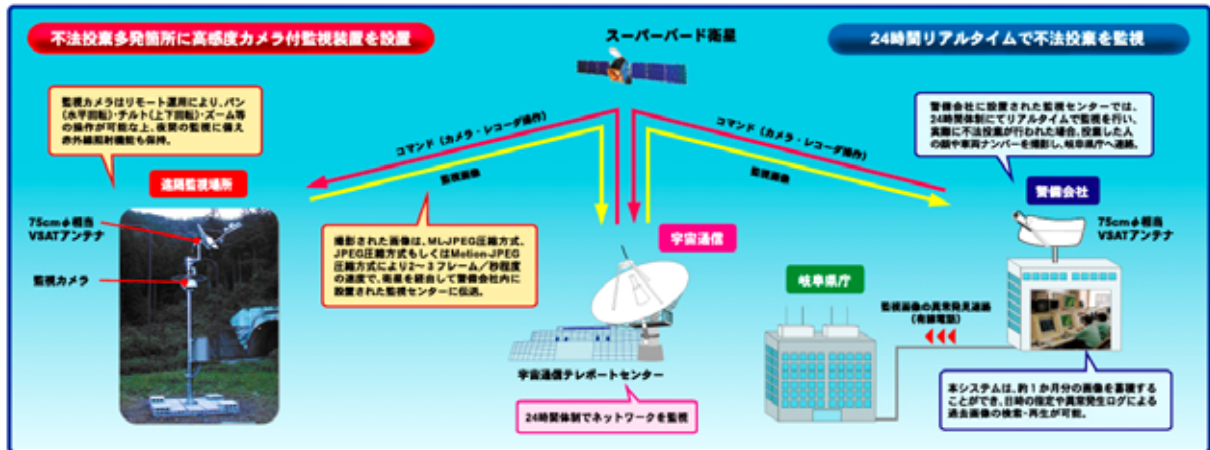 不法投棄多発箇所に高感度カメラ付監視装置を設置
スーパーバード衛星
24時間リアルタイムで不法投棄を監視
監視カメラはリモート運用により、パン
(水平回転)・チルト(上下回転)・ズーム等
の操作が可能な上、夜間の監視に備え
赤外線照射機能も保持。
コマンド(カメラ・レコーダ操作)
監視画像
コマンド(カメラ・レコーダ操作)
監視画像
警備会社に設置された監視センターでは、
24時間体制にてリアルタイムで監視を行い、
実際に不法投棄が行われた場合、投棄した人
の顔や車両ナンバーを撮影し、岐阜県庁へ連絡。
遠隔監視場所
75cmφ相当
VSATアンテナ
監視カメラ
撮影された画像は、ML-JPEG圧縮方式、
JPEG圧縮方式もしくはMotion-JPEG
圧縮方式により2〜3フレーム/秒程度
の速度で、衛星を経由して警備会社内に
設置された監視センターに伝送。
宇宙通信
宇宙通信テレポートセンター
24時間体制でネットワークを監視
岐阜県庁
監視画像の異常発見連絡
(有線電話)
警備会社
75cmφ相当
VSATアンテナ
本システムは、約1か月分の画像を蓄積する
ことができ、日時の指定や異常発生ログによる
過去画像の検索・再生が可能。